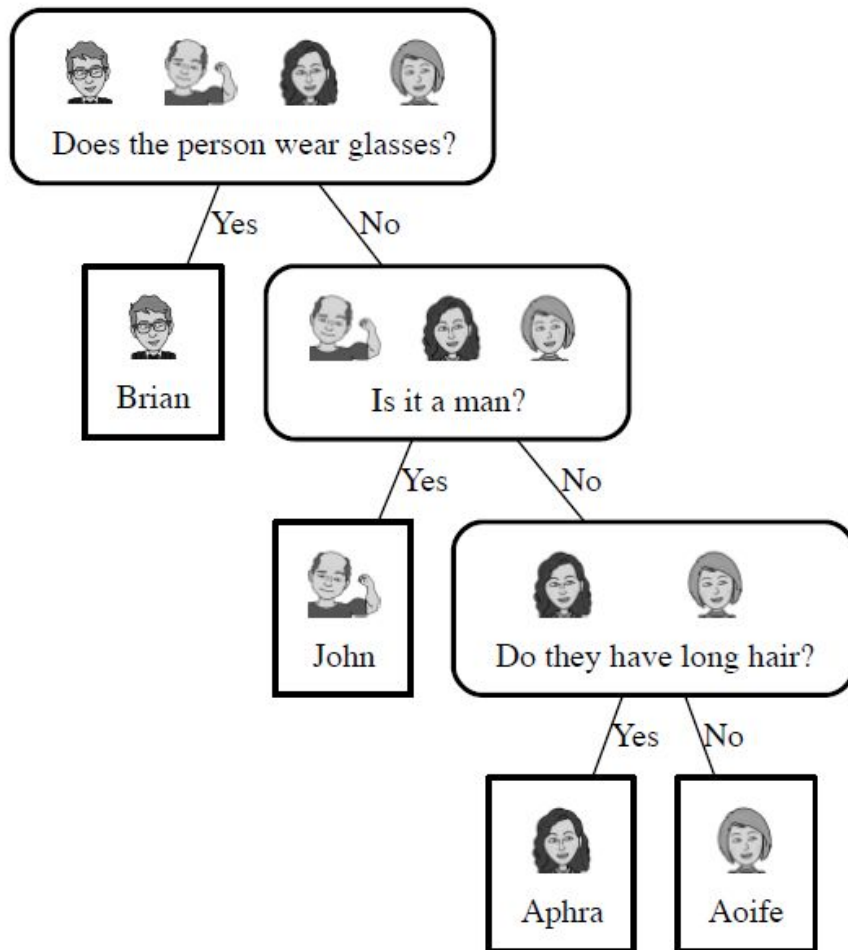 Does the person wear glasses?
Yes
No
Brian
Is it a man?
Yes
No
John
Do they have long hair?
Yes
No
Aphra
Aoife